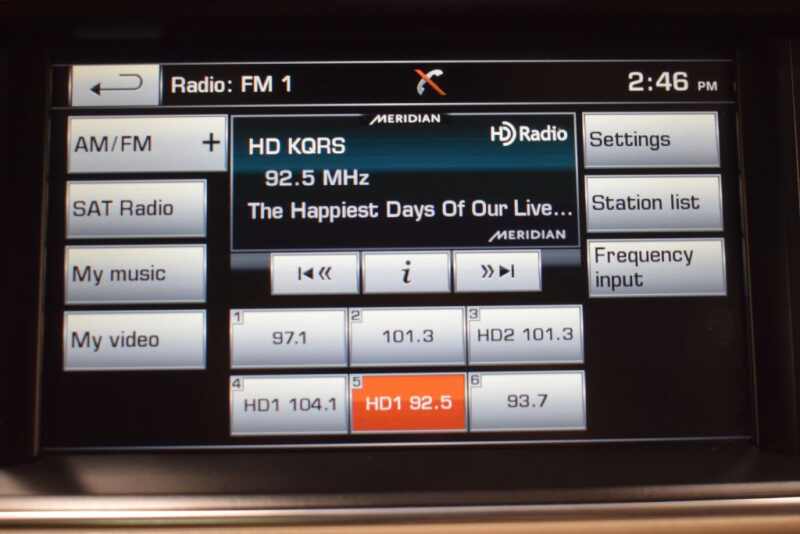 Radio: FM 1
2:46 PM
AM/FM +
SAT Radio
My music
My video
MERIDIAN
HD Radio
HD KQRS
92.5 MHz
The Happiest Days Of Our Live...
MERIDIAN
i
Settings
Station list
Frequency
input
1 97.1
2 101.3
3 HD2 101.3
4 HD1 104.1
5 HD1 92.5
6 93.7